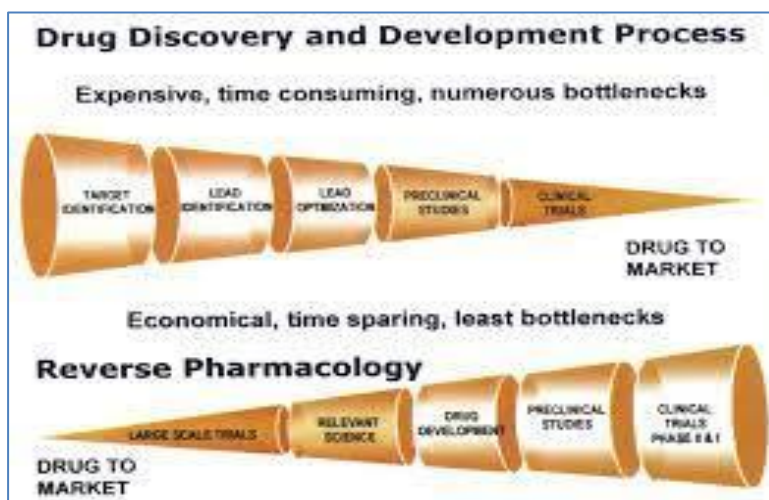 Drug Discovery and Development Process
Expensive, time consuming, numerous bottlenecks
TARGET
IDENTIFICATION
LEAD
IDENTIFICATION
LEAD
OPTIMIZATION
PRECLINICAL
STUDIES
CLINICAL
TRIALS
DRUG TO
MARKET
Economical, time sparing, least bottlenecks
Reverse Pharmacology
LARGE SCALE TRIALS
RELEVANT
SCIENCE
DRUG
DEVELOPMENT
PRECLINICAL
STUDIES
CLINICAL
TRIALS
PHASE II & I
DRUG TO
MARKET